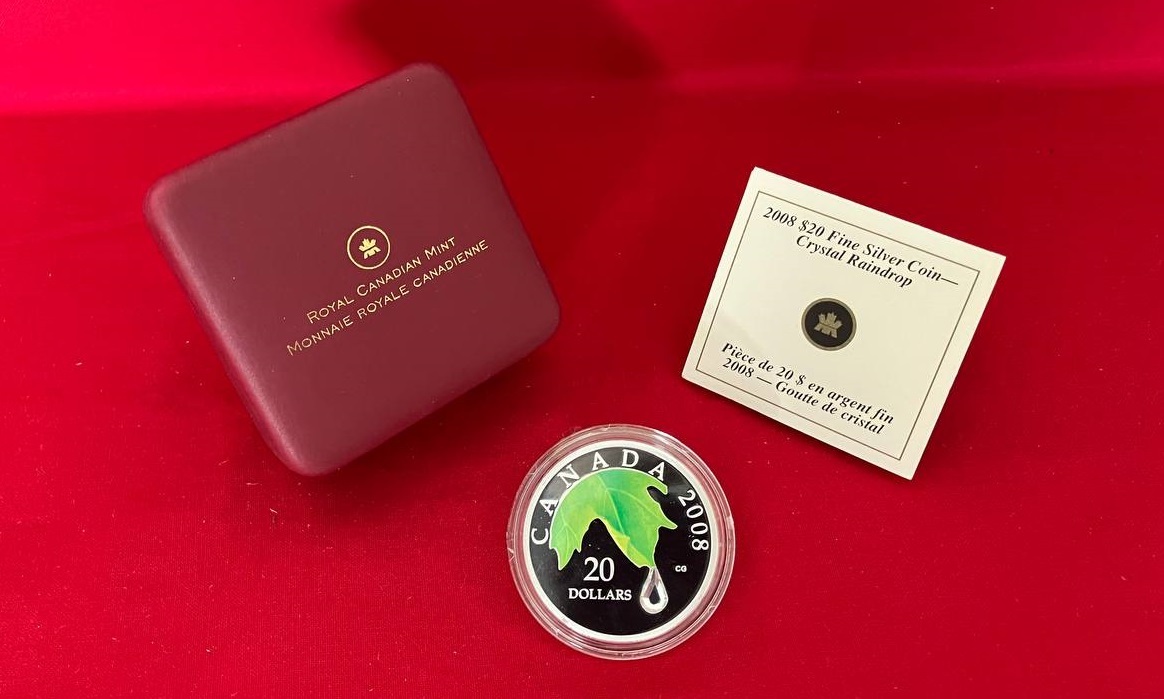 ROYAL CANADIAN MINT
MONNAIE ROYALE CANADIENNE
2008 $20 Fine Silver Coin—
Crystal Raindrop
Pièce de 20 $ en argent fin
2008 — Goutte de cristal
CANADA 2008
20
DOLLARS
CG